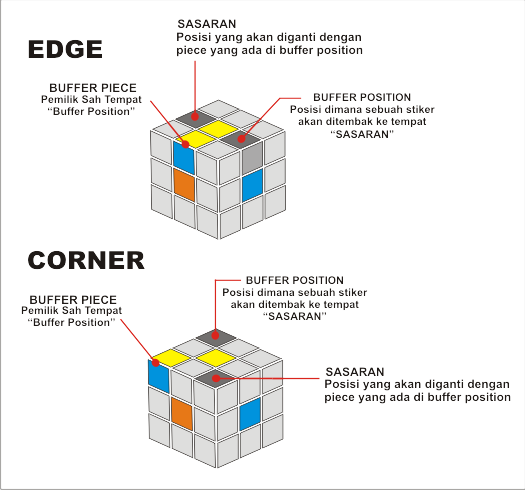 SASARAN
Posisi yang akan diganti dengan
piece yang ada di buffer position
EDGE
BUFFER PIECE
Pemilik Sah Tempat
“Buffer Position”
BUFFER POSITION
Posisi dimana sebuah stiker
akan ditembak ke tempat
“SASARAN”
CORNER
BUFFER POSITION
Posisi dimana sebuah stiker
akan ditembak ke tempat
“SASARAN”
BUFFER PIECE
Pemilik Sah Tempat
“Buffer Position”
SASARAN
Posisi yang akan diganti dengan
piece yang ada di buffer position